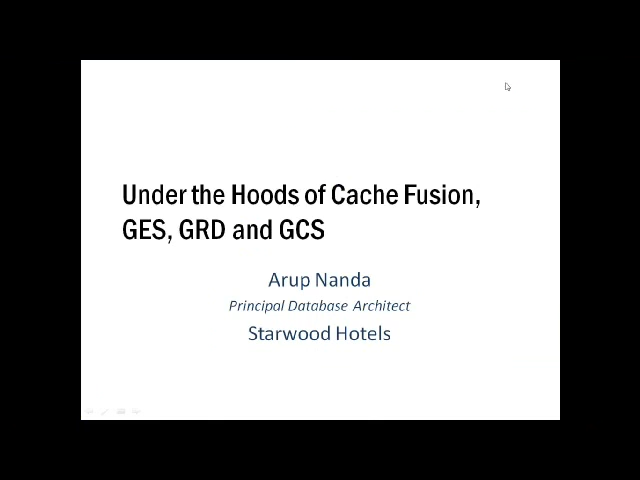 Under the Hoods of Cache Fusion,
GES, GRD and GCS
Arup Nanda
Principal Database Architect
Starwood Hotels